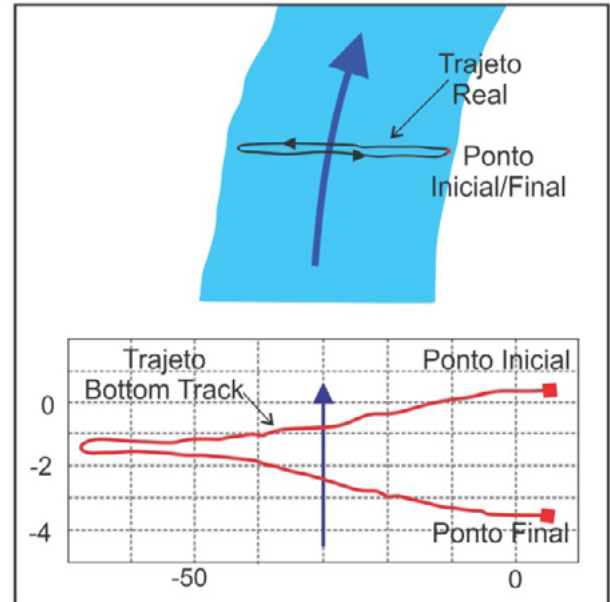 Trajeto
Real
Ponto
Inicial/Final
Trajeto
Bottom Track
Ponto Inicial
Ponto Final
0
-2
-4
-50
0